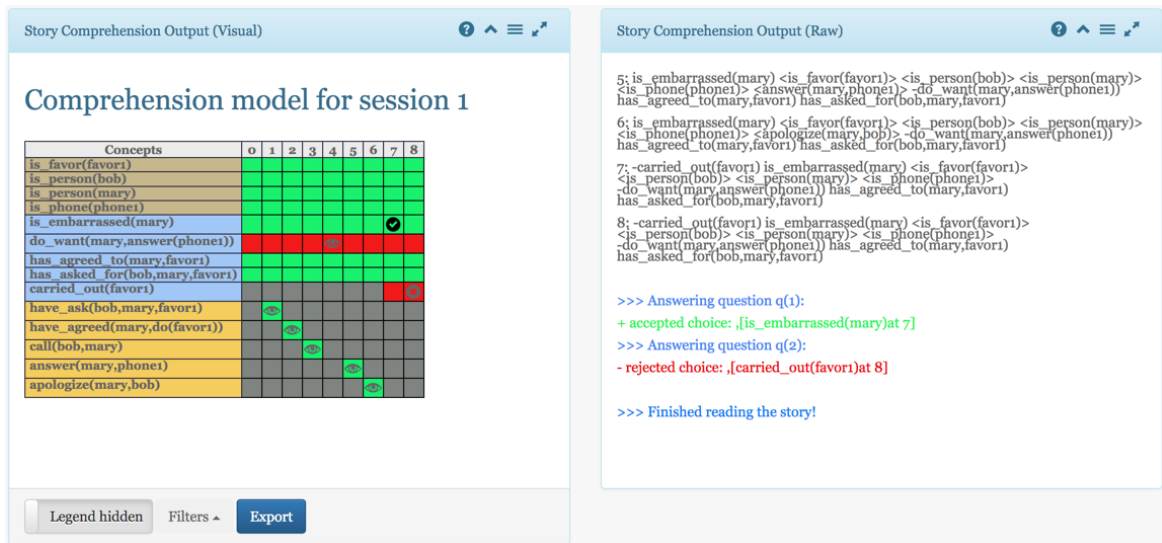 Story Comprehension Output (Visual)
Comprehension model for session 1
Concepts 0 1 2 3 4 5 6 7 8
is_favor(favor1)
is_person(bob)
is_person(mary)
is_phone(phone1)
is_embarrassed(mary)
do_want(mary,answer(phone1))
has_agreed_to(mary,favor1)
has_asked_for(bob,mary,favor1)
carried_out(favor1)
have_ask(bob,mary,favor1)
have_agreed(mary,do(favor1))
call(bob,mary)
answer(mary,phone1)
apologize(mary,bob)
Legend hidden
Filters
Export
Story Comprehension Output (Raw)
5: is_embarrassed(mary) <is_favor(favor1)> <is_person(bob)> <is_person(mary)>
<is_phone(phone1)> <answer(mary,phone1)> -do_want(mary,answer(phone1))
has_agreed_to(mary,favor1) has_asked_for(bob,mary,favor1)
6: is_embarrassed(mary) <is_favor(favor1)> <is_person(bob)> <is_person(mary)>
<is_phone(phone1)> <apologize(mary,bob)> -do_want(mary,answer(phone1))
has_agreed_to(mary,favor1) has_asked_for(bob,mary,favor1)
7: -carried_out(favor1) is_embarrassed(mary) <is_favor(favor1)>
<is_person(bob)> <is_person(mary)> <is_phone(phone1)>
-do_want(mary,answer(phone1)) has_agreed_to(mary,favor1)
has_asked_for(bob,mary,favor1)
8: -carried_out(favor1) is_embarrassed(mary) <is_favor(favor1)>
<is_person(bob)> <is_person(mary)> <is_phone(phone1)>
-do_want(mary,answer(phone1)) has_agreed_to(mary,favor1)
has_asked_for(bob,mary,favor1)
>>> Answering question q(1):
+ accepted choice: ,[is_embarrassed(mary)at 7]
>>> Answering question q(2):
- rejected choice: ,[carried_out(favor1)at 8]
>>> Finished reading the story!